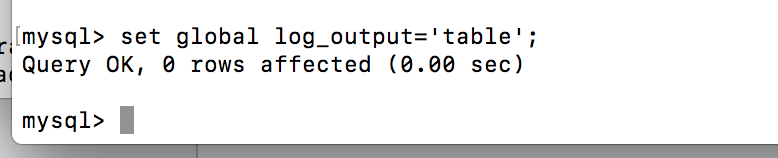 mysql> set global log_output='table';
Query OK, 0 rows affected (0.00 sec)
mysql>